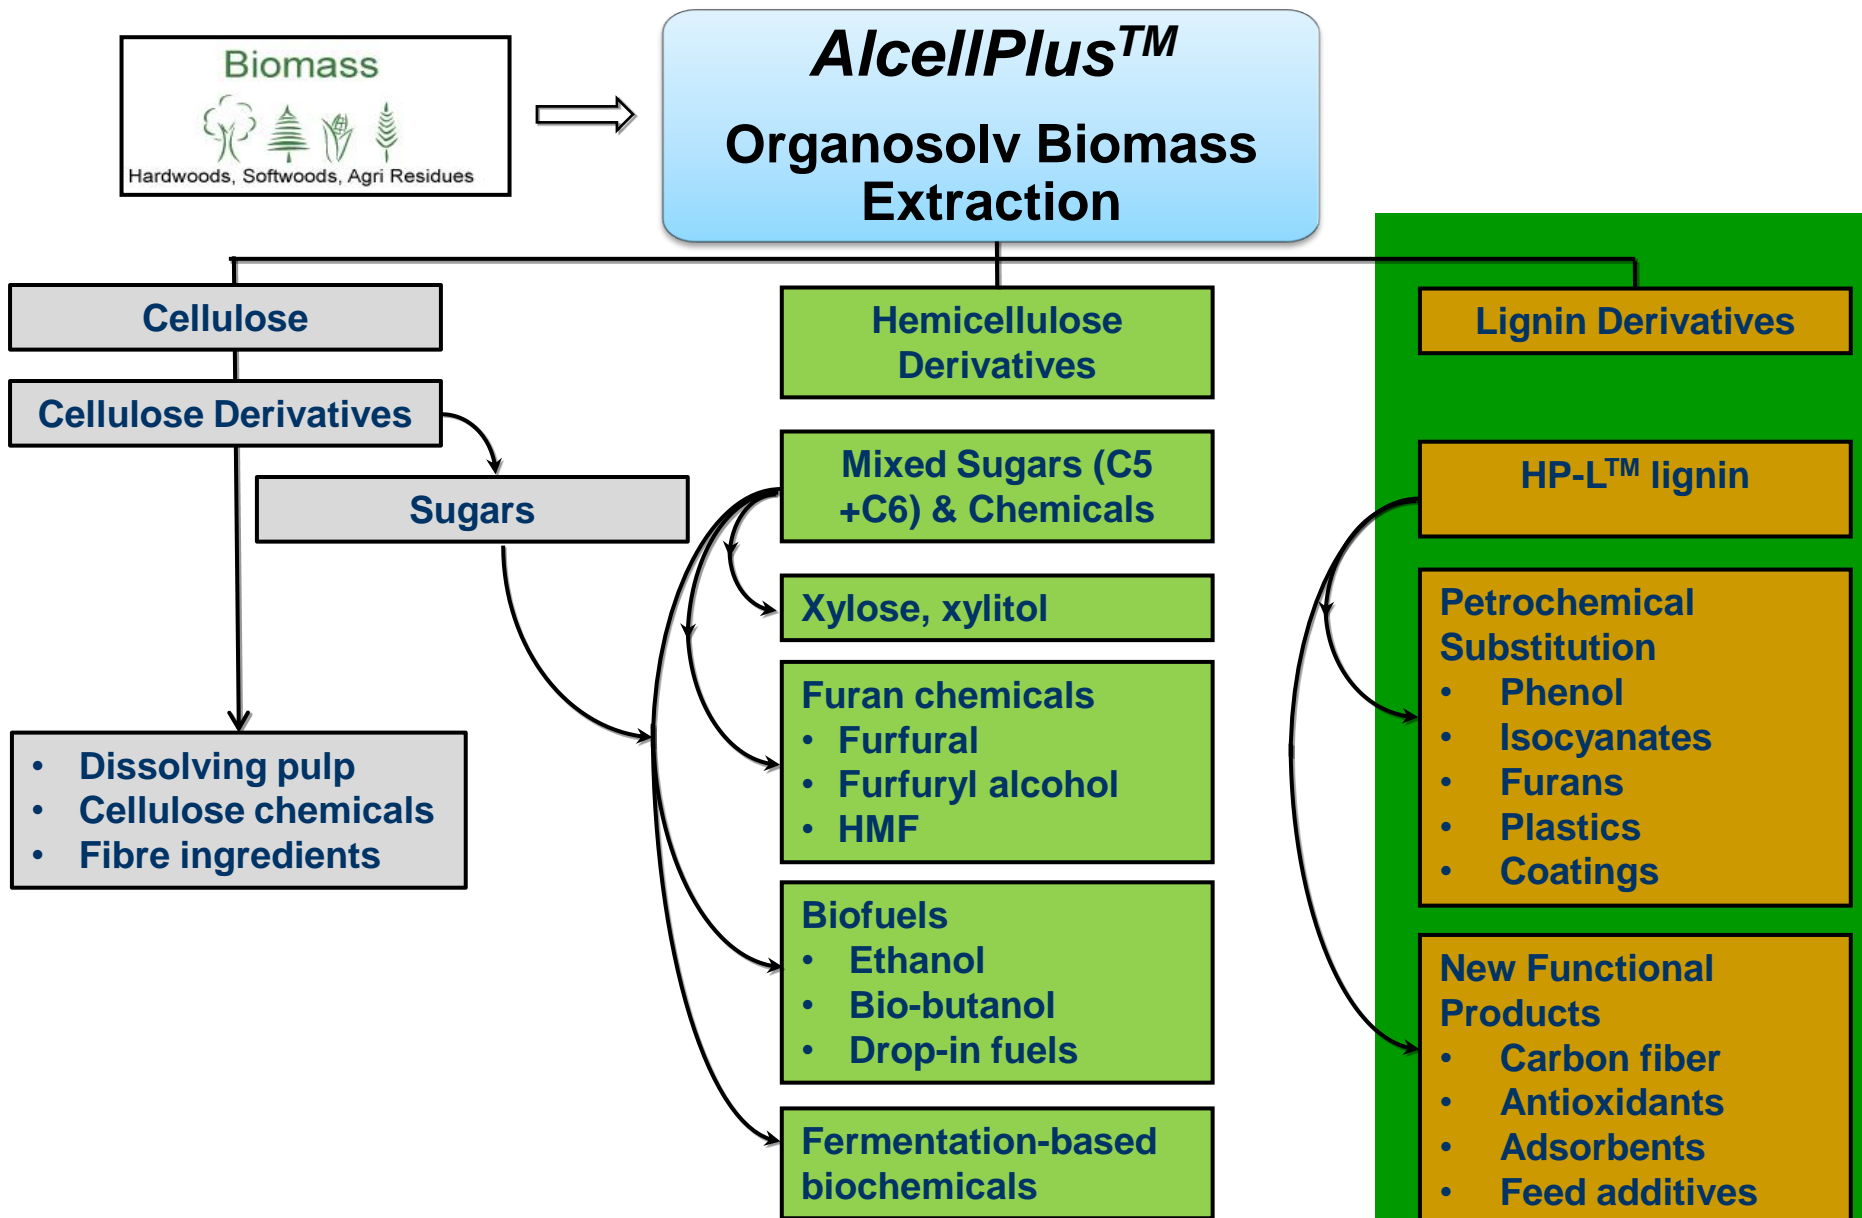 Biomass
Hardwoods, Softwoods, Agri Residues
AlcellPlus™
Organosolv Biomass
Extraction
Cellulose
Cellulose Derivatives
Sugars
• Dissolving pulp
• Cellulose chemicals
• Fibre ingredients
Hemicellulose
Derivatives
Mixed Sugars (C5
+C6) & Chemicals
Xylose, xylitol
Furan chemicals
• Furfural
• Furfuryl alcohol
• HMF
Biofuels
• Ethanol
• Bio-butanol
• Drop-in fuels
Fermentation-based
biochemicals
Lignin Derivatives
HP-L™ lignin
Petrochemical
Substitution
• Phenol
• Isocyanates
• Furans
• Plastics
• Coatings
New Functional
Products
• Carbon fiber
• Antioxidants
• Adsorbents
• Feed additives